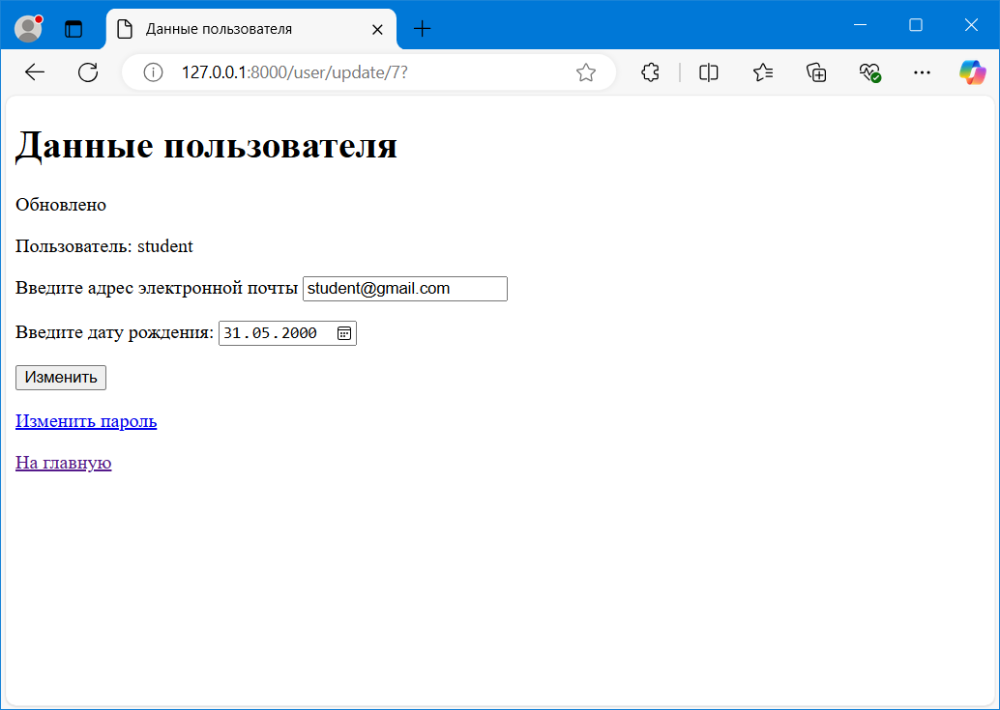 Данные пользователя
127.0.0.1:8000/user/update/7?
Данные пользователя
Обновлено
Пользователь: student
Введите адрес электронной почты student@gmail.com
Введите дату рождения: 31.05.2000
Изменить
Изменить пароль
На главную